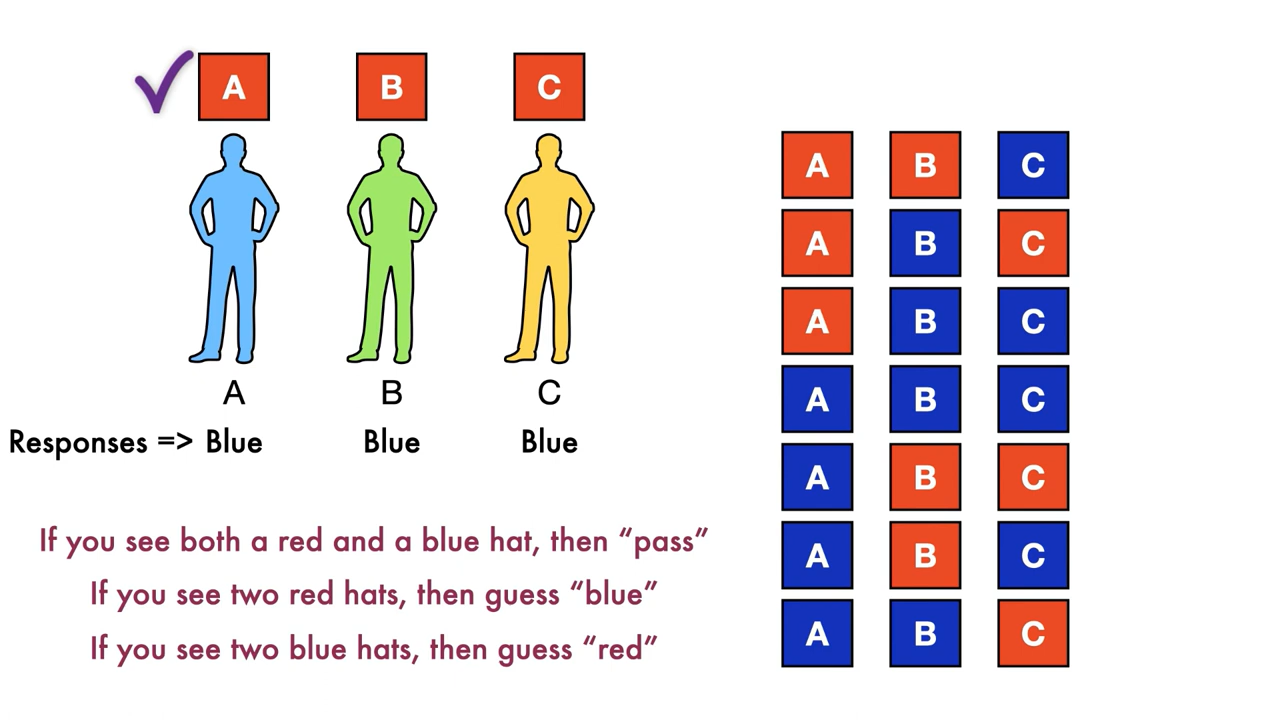 A B C
A B C
Responses => Blue Blue Blue
If you see both a red and a blue hat, then “pass”
If you see two red hats, then guess “blue”
If you see two blue hats, then guess “red”
A B C
A B C
A B C
A B C
A B C
A B C
A B C